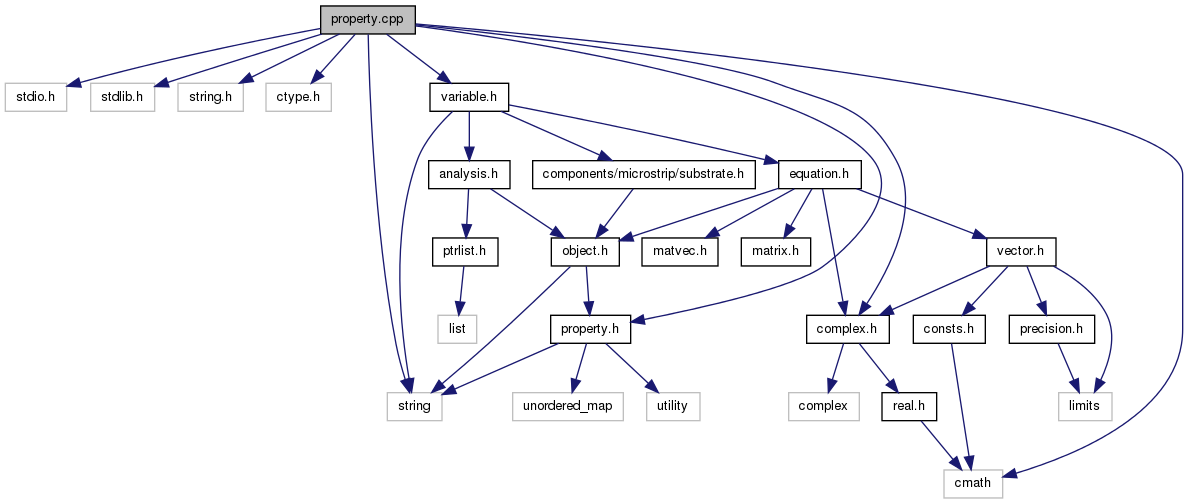 property.cpp
stdio.h
stdlib.h
string.h
ctype.h
variable.h
analysis.h
components/microstrip/substrate.h
equation.h
ptrlist.h
object.h
matvec.h
matrix.h
vector.h
list
property.h
complex.h
consts.h
precision.h
string
unordered_map
utility
complex
real.h
limits
cmath